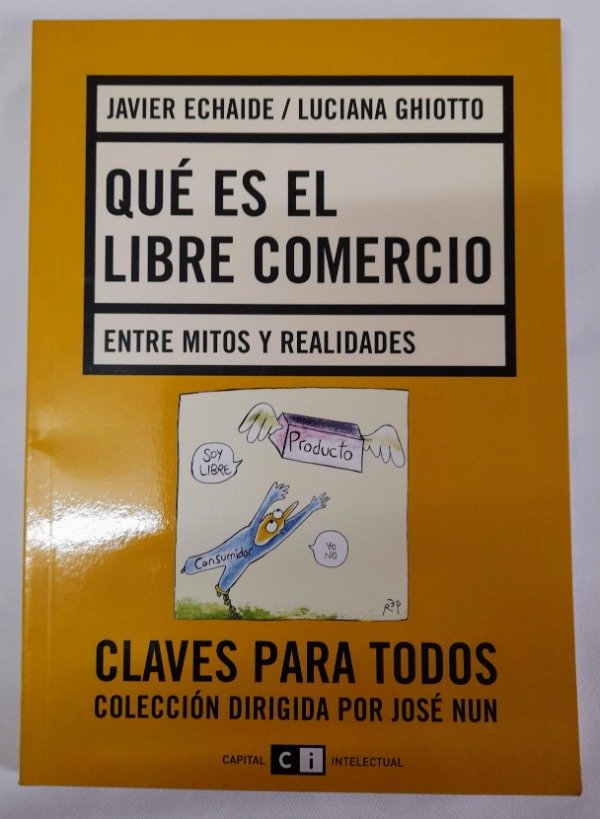 JAVIER ECHAIDE / LUCIANA GHIOTTO
QUÉ ES EL
LIBRE COMERCIO
ENTRE MITOS Y REALIDADES
Producto
SOY
LIBRE
Consumidor
YO
NO
REP
CLAVES PARA TODOS
COLECCIÓN DIRIGIDA POR JOSÉ NUN
CAPITAL Ci INTELECTUAL